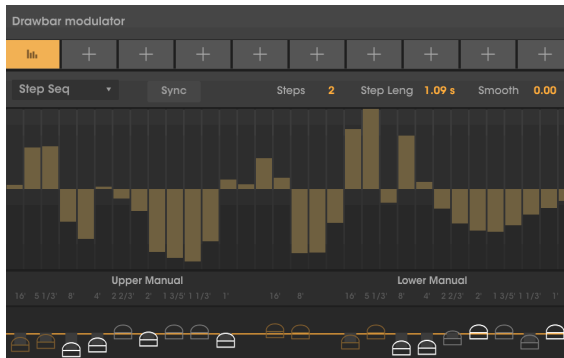 Drawbar modulator
Step Seq Sync Steps 2 Step Leng 1.09 s Smooth 0.00
Upper Manual Lower Manual
16' 5 1/3' 8' 4' 2 2/3' 2' 1 3/5' 1 1/3' 1' 16' 8' 16' 5 1/3' 8' 4' 2 2/3' 2' 1 3/5' 1 1/3' 1'